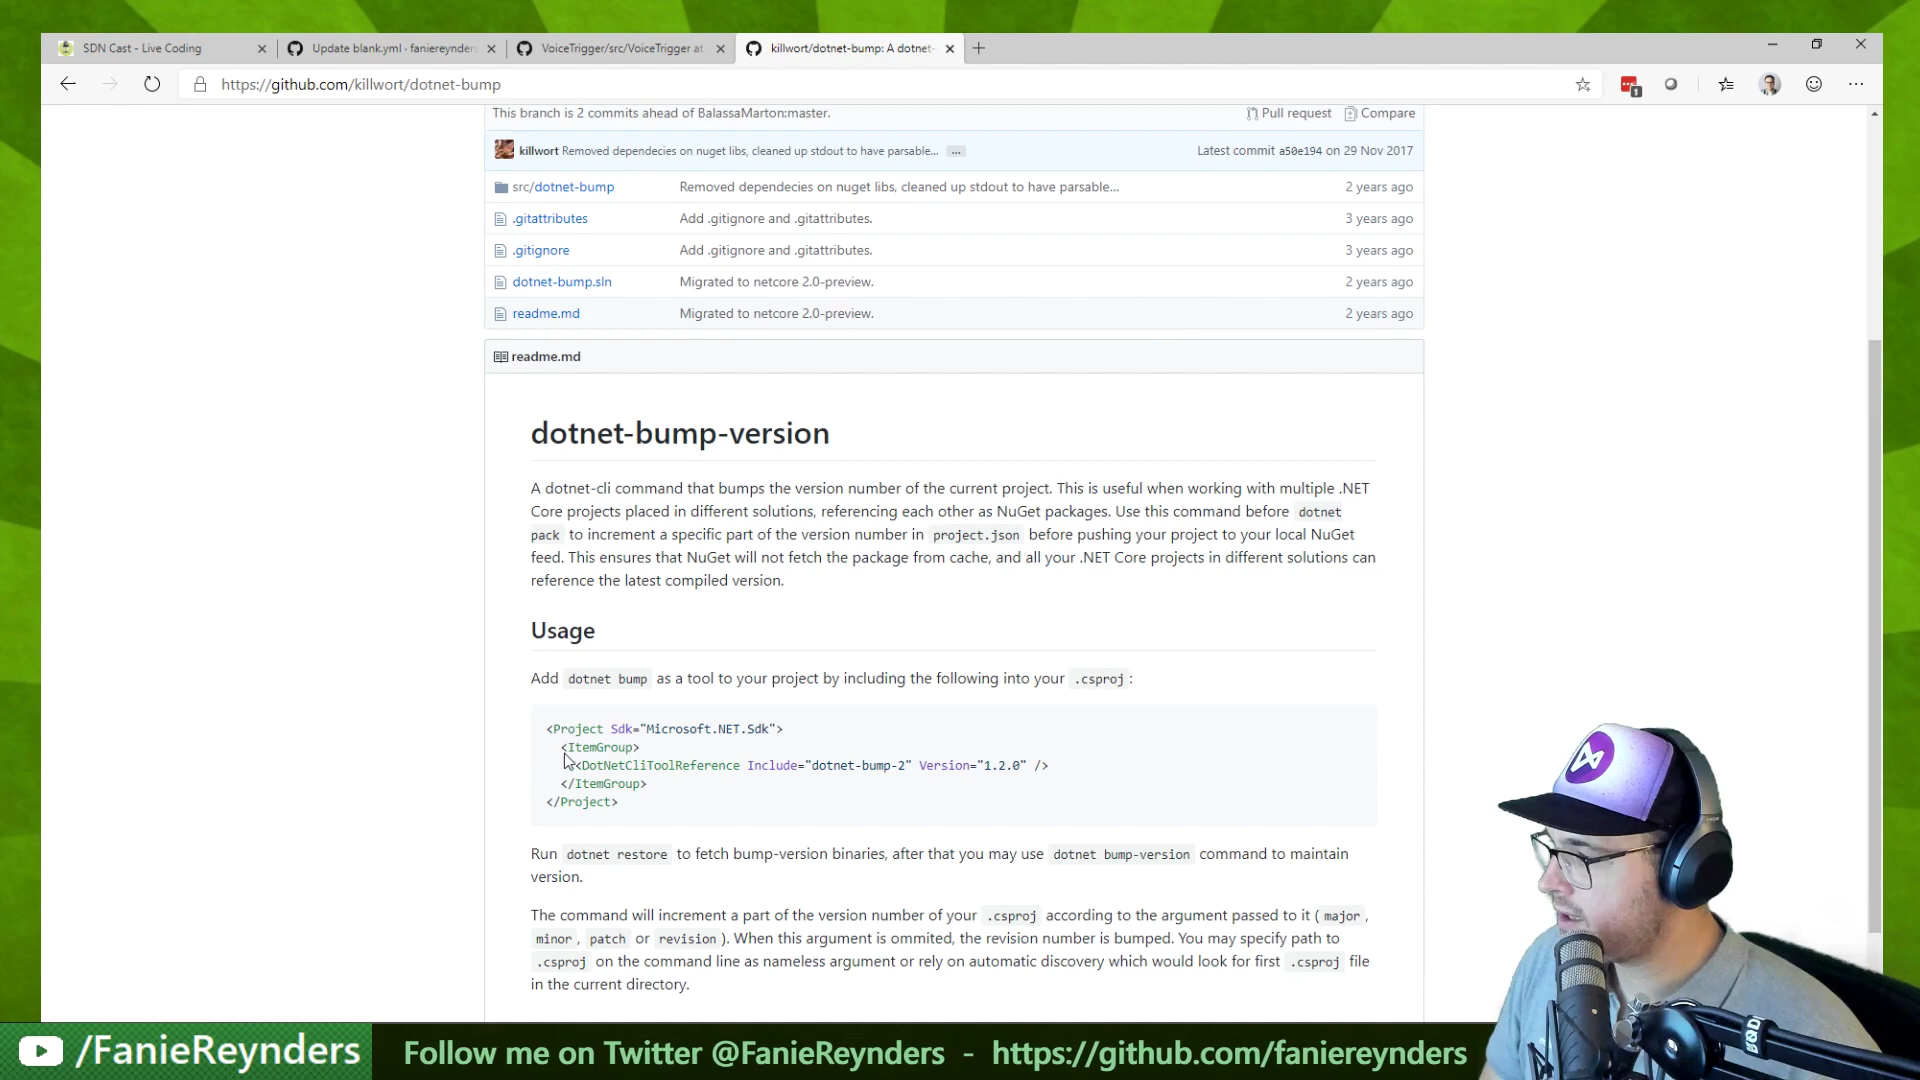 SDN Cast - Live Coding
Update blank.yml · faniereynders
VoiceTrigger/src/VoiceTrigger at
killwort/dotnet-bump: A dotnet-
https://github.com/killwort/dotnet-bump
This branch is 2 commits ahead of BalassaMarton:master.
Pull request Compare
killwort Removed dependecies on nuget libs, cleaned up stdout to have parsable... ...
Latest commit a50e194 on 29 Nov 2017
src/dotnet-bump Removed dependecies on nuget libs, cleaned up stdout to have parsable... 2 years ago
.gitattributes Add .gitignore and .gitattributes. 3 years ago
.gitignore Add .gitignore and .gitattributes. 3 years ago
dotnet-bump.sln Migrated to netcore 2.0-preview. 2 years ago
readme.md Migrated to netcore 2.0-preview. 2 years ago
readme.md
dotnet-bump-version
A dotnet-cli command that bumps the version number of the current project. This is useful when working with multiple .NET
Core projects placed in different solutions, referencing each other as NuGet packages. Use this command before dotnet
pack to increment a specific part of the version number in project.json before pushing your project to your local NuGet
feed. This ensures that NuGet will not fetch the package from cache, and all your .NET Core projects in different solutions can
reference the latest compiled version.
Usage
Add dotnet bump as a tool to your project by including the following into your .csproj :
<Project Sdk="Microsoft.NET.Sdk">
<ItemGroup>
<DotNetCliToolReference Include="dotnet-bump-2" Version="1.2.0" />
</ItemGroup>
</Project>
Run dotnet restore to fetch bump-version binaries, after that you may use dotnet bump-version command to maintain
version.
The command will increment a part of the version number of your .csproj according to the argument passed to it ( major ,
minor , patch or revision ). When this argument is ommited, the revision number is bumped. You may specify path to
.csproj on the command line as nameless argument or rely on automatic discovery which would look for first .csproj file
in the current directory.
/FanieReynders
Follow me on Twitter @FanieReynders - https://github.com/faniereynders